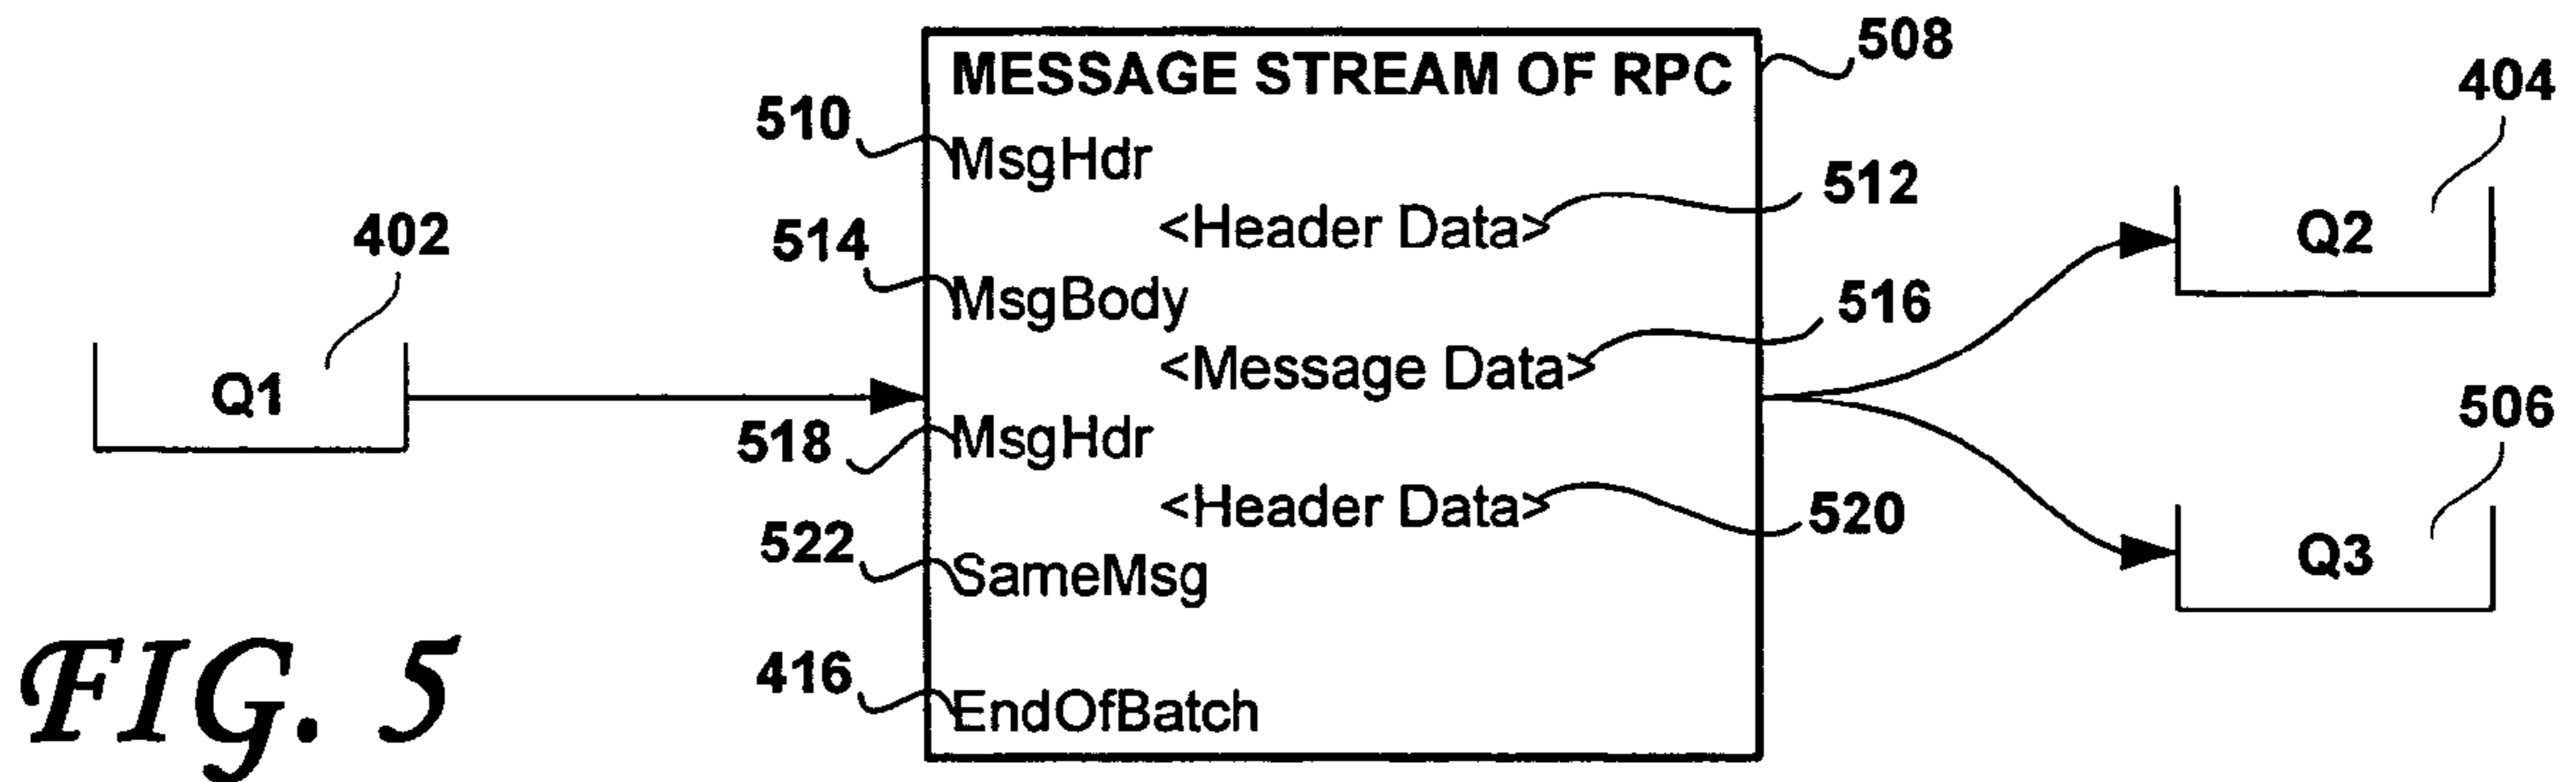 MESSAGE STREAM OF RPC
508
404
510
MsgHdr
512
<Header Data>
402
514
MsgBody
Q2
516
<Message Data>
Q1
518
MsgHdr
506
<Header Data>
520
522
SameMsg
Q3
416
EndOfBatch
FIG. 5